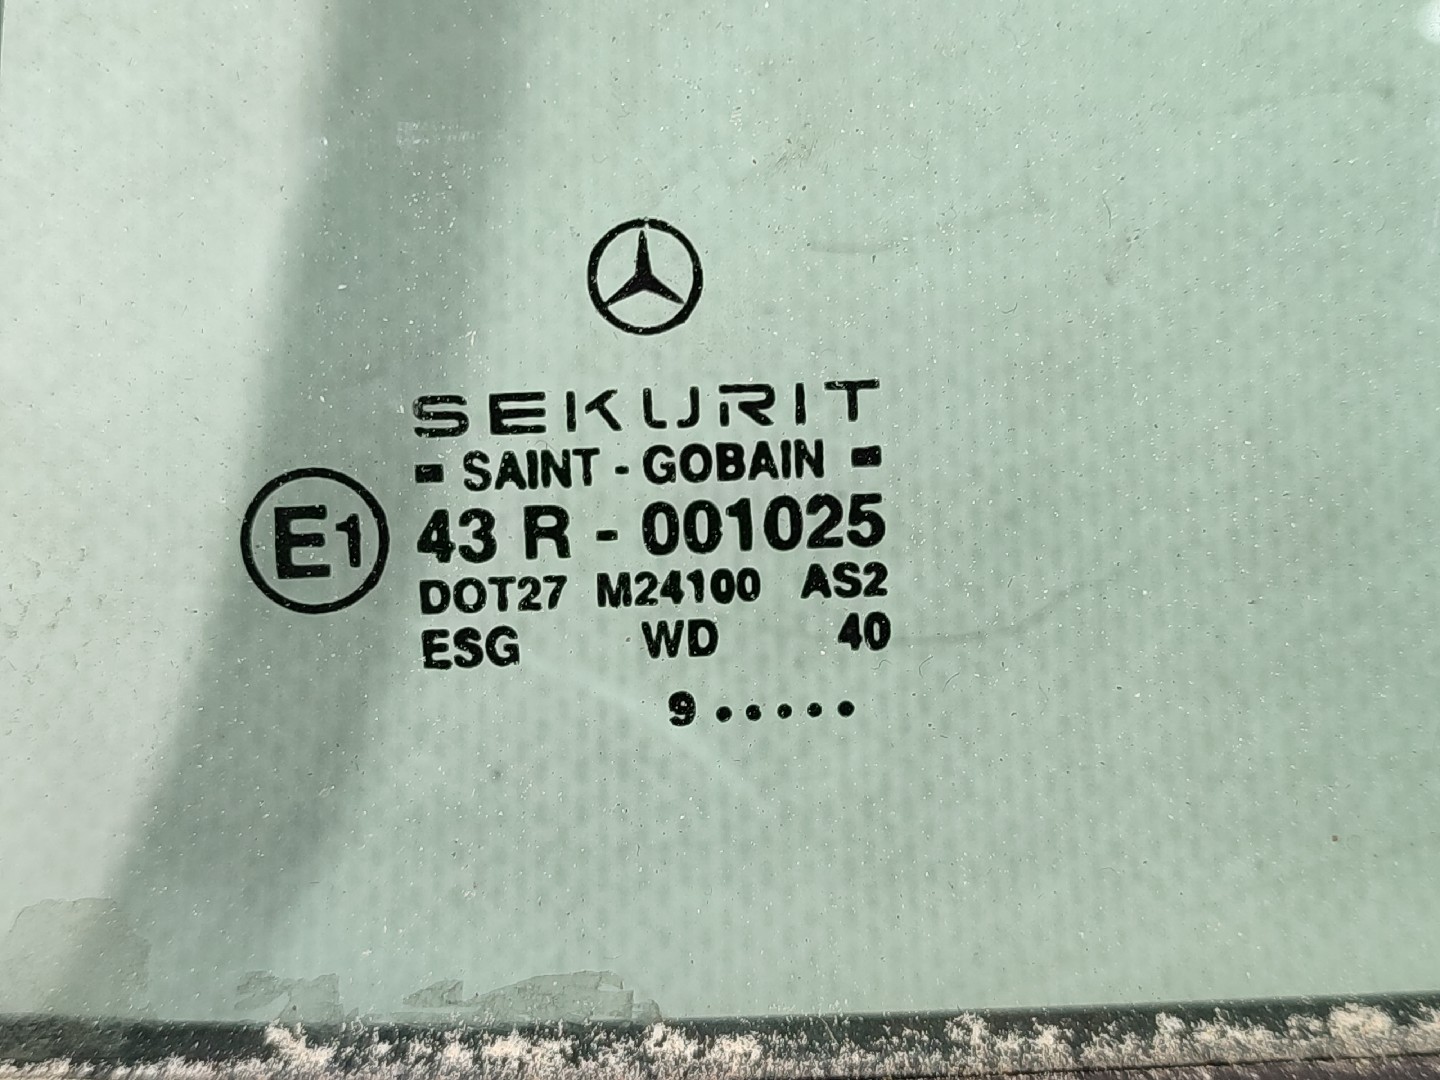 SEKURIT
SAINT - GOBAIN
E1
43 R - 001025
DOT27 M24100 AS2
ESG WD 40
9.....